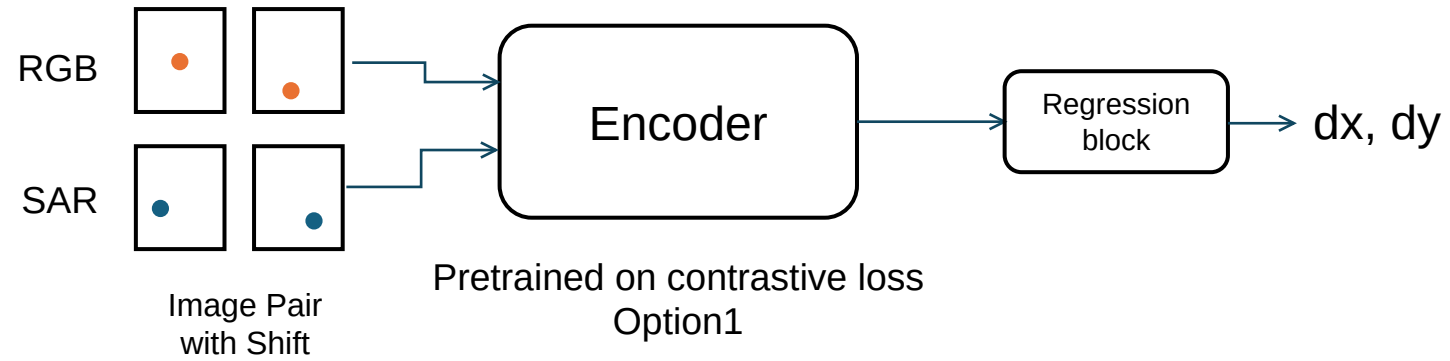 RGB
SAR
Image Pair
with Shift
Encoder
Pretrained on contrastive loss
Option1
Regression
block
dx, dy